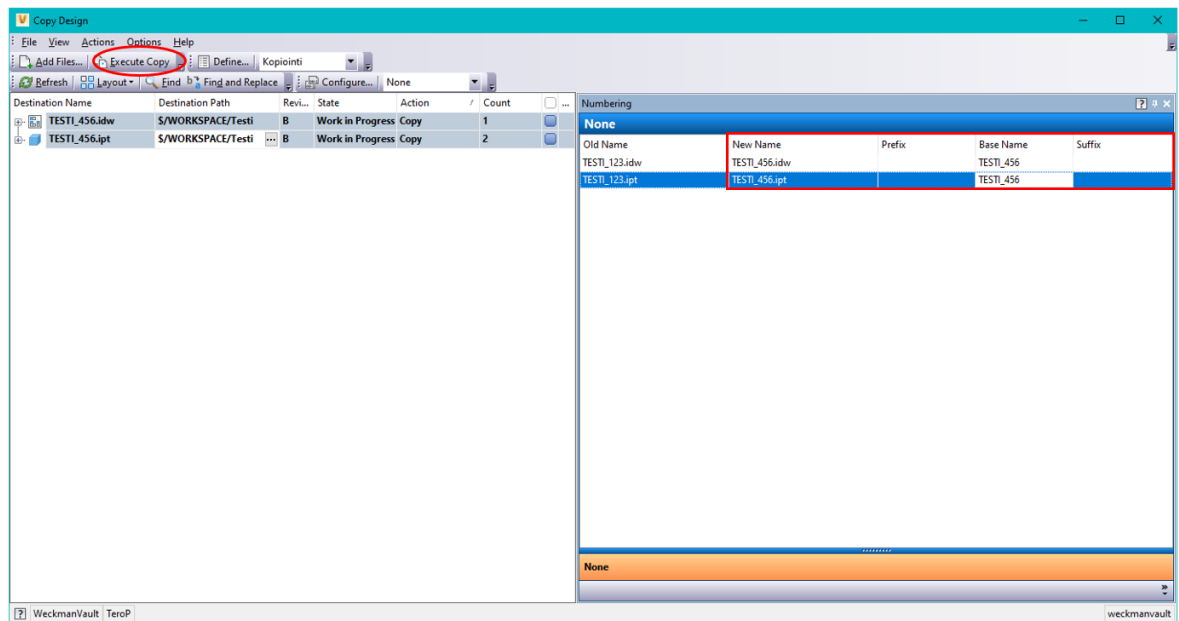 Copy Design
File View Actions Options Help
Add Files... Execute Copy Define... Kopiointi
Refresh Layout Find Find and Replace Configure... None
Destination Name Destination Path Revi... State Action / Count ...
TESTI_456.idw $/WORKSPACE/Testi B Work in Progress Copy 1
TESTI_456.ipt $/WORKSPACE/Testi ... B Work in Progress Copy 2
Numbering
None
Old Name New Name Prefix Base Name Suffix
TESTI_123.idw TESTI_456.idw TESTI_456
TESTI_123.ipt TESTI_456.ipt TESTI_456
None
WeckmanVault TeroP weckmanvault